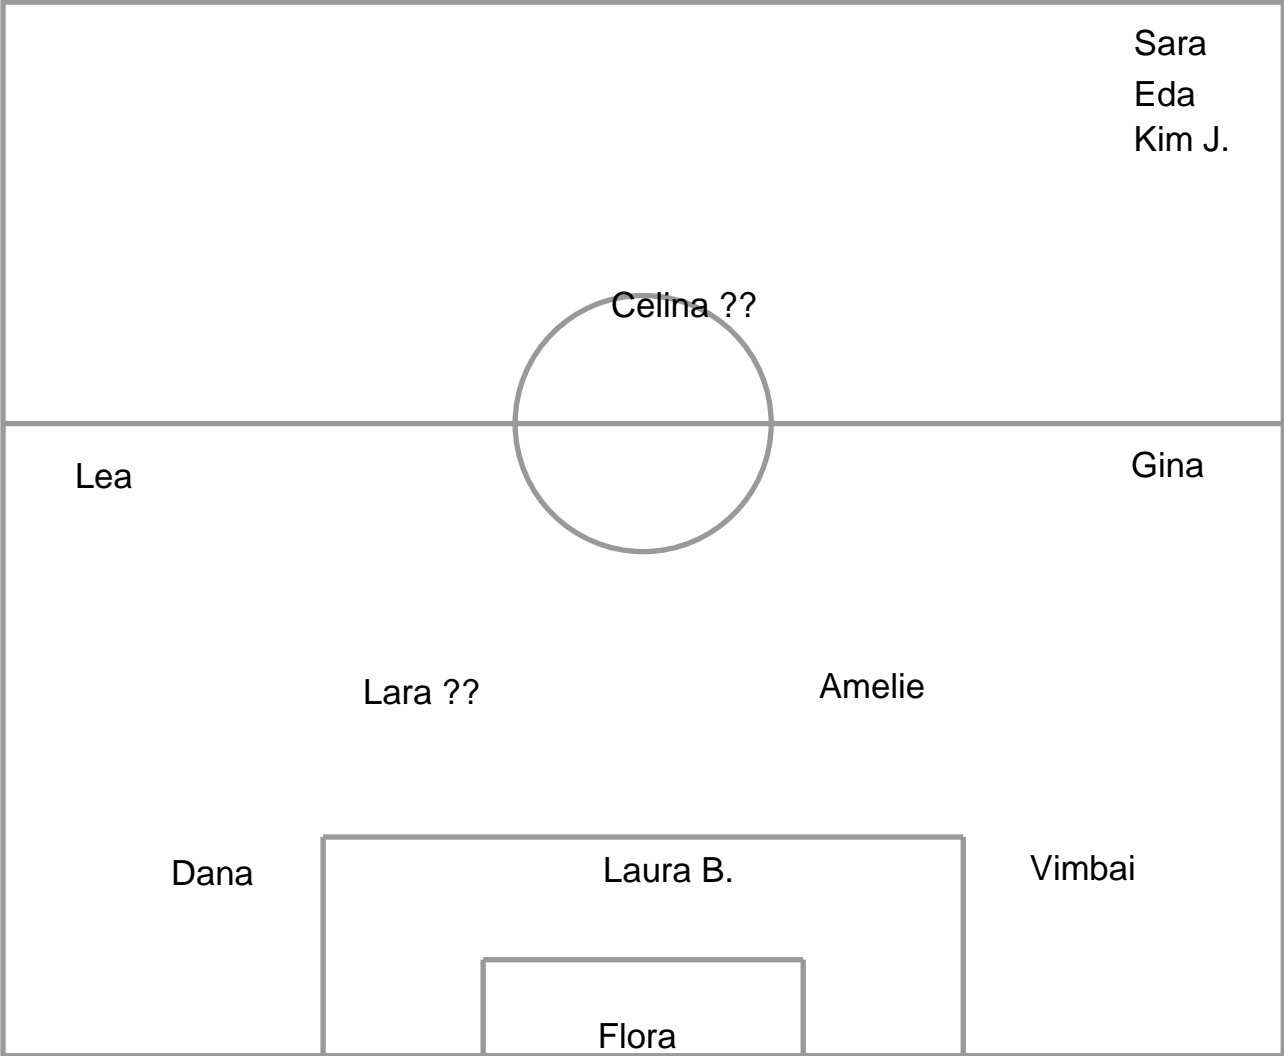 Sara
Eda
Kim J.
Celina ??
Lea
Gina
Lara ??
Amelie
Dana
Laura B.
Vimbai
Flora